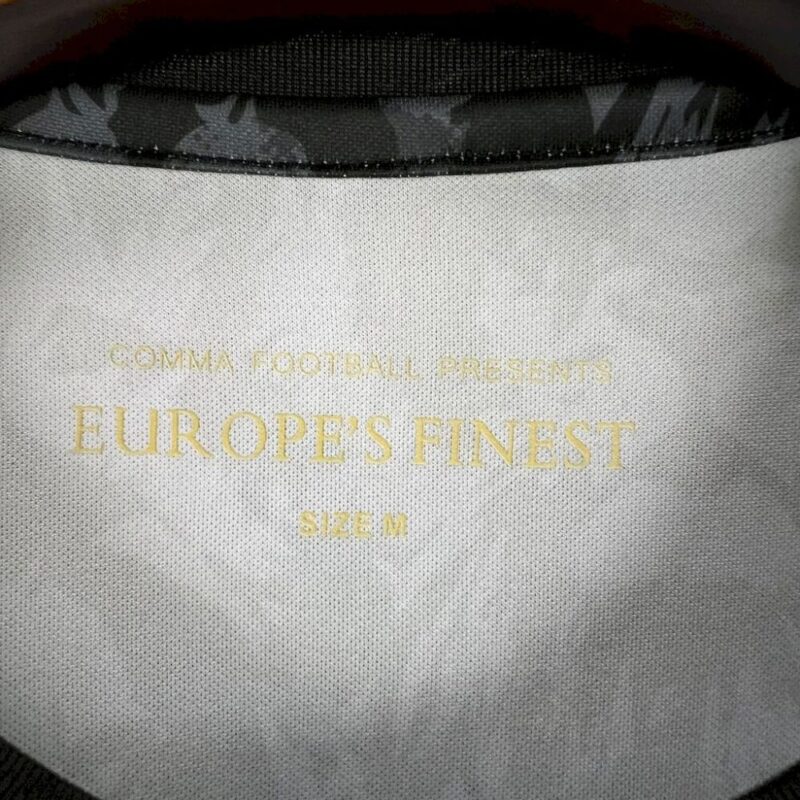 COMMA FOOTBALL PRESENTS
EUROPE'S FINEST
SIZE M